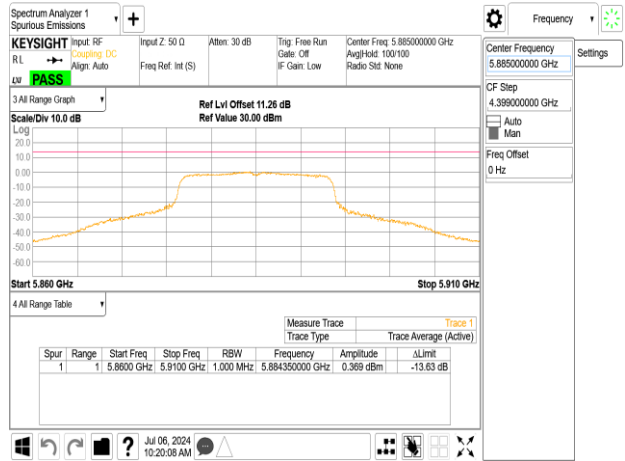 Spectrum Analyzer 1
Spurious Emissions
▼
+
Frequency
▼
KEYSIGHT
Input: RF
Input Z: 50 Ω
Atten: 30 dB
Trig: Free Run
Center Freq: 5.885000000 GHz
RL
Coupling: DC
Gate: Off
Avg|Hold: 100/100
Align: Auto
Freq Ref: Int (S)
IF Gain: Low
Radio Std: None
LXI
PASS
Center Frequency
5.885000000 GHz
Settings
CF Step
4.399000000 GHz
Auto
Man
Freq Offset
0 Hz
3 All Range Graph
▼
Ref Lvl Offset 11.26 dB
Scale/Div 10.0 dB
Ref Value 30.00 dBm
Log
20.0
10.0
0.00
-10.0
-20.0
-30.0
-40.0
-50.0
-60.0
Start 5.860 GHz
Stop 5.910 GHz
4 All Range Table
▼
Measure Trace
Trace 1
Trace Type
Trace Average (Active)
Spur Range Start Freq Stop Freq RBW Frequency Amplitude ΔLimit
1 1 5.8600 GHz 5.9100 GHz 1.000 MHz 5.884350000 GHz 0.369 dBm -13.63 dB
?
Jul 06, 2024
10:20:08 AM